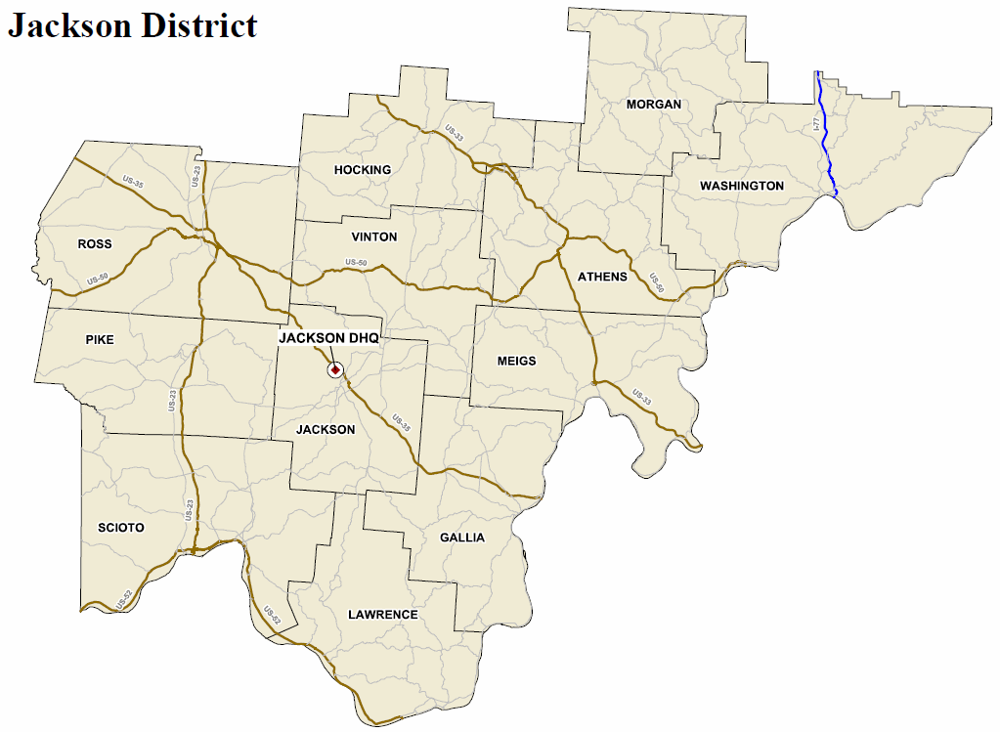 Jackson District
MORGAN
I-77
US-33
HOCKING
US-23
US-35
WASHINGTON
VINTON
ROSS
US-50
US-50
ATHENS
US-50
PIKE
JACKSON DHQ
MEIGS
US-23
US-33
JACKSON
US-35
US-23
SCIOTO
GALLIA
US-52
US-52
LAWRENCE